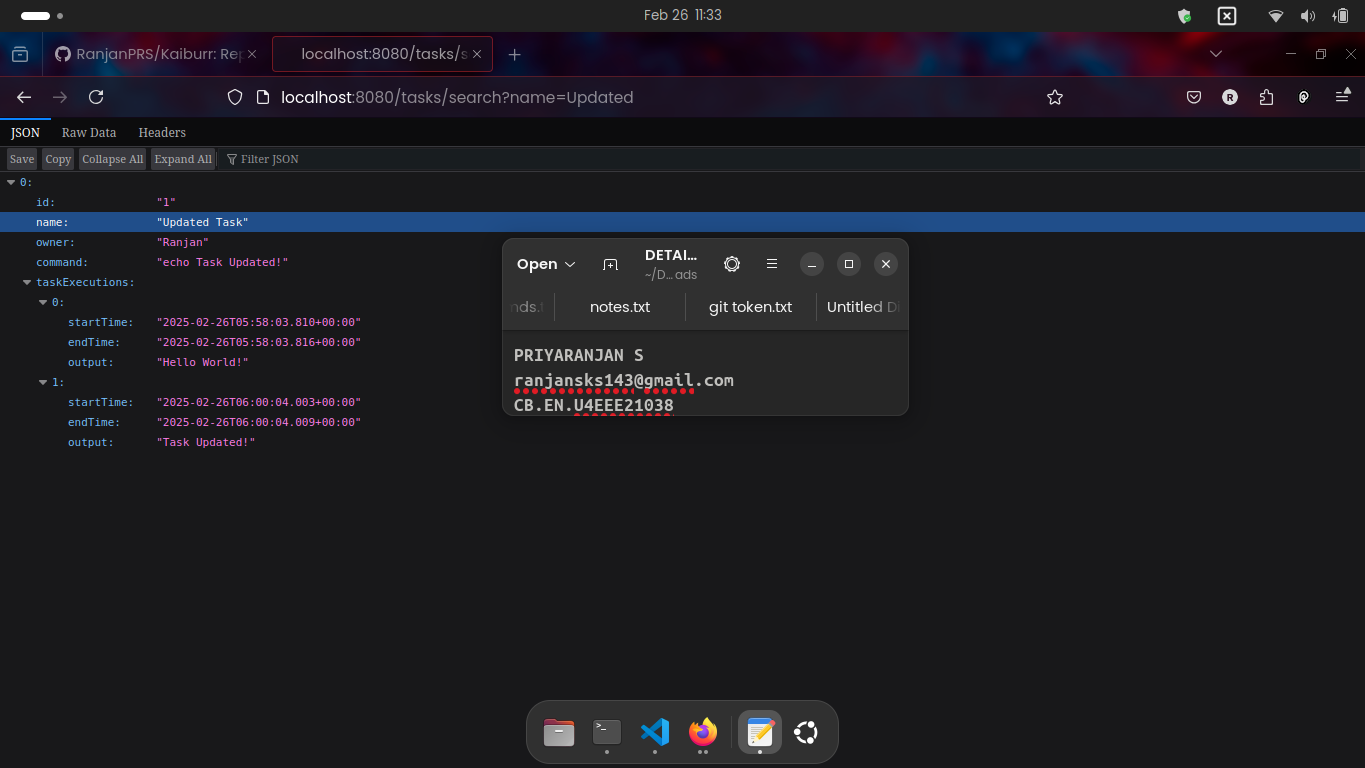 Feb 26 11:33
RanjanPRS/Kaiburr: Rep
localhost:8080/tasks/s
localhost:8080/tasks/search?name=Updated
R
JSON Raw Data Headers
Save Copy Collapse All Expand All Filter JSON
0:
id: "1"
name: "Updated Task"
owner: "Ranjan"
command: "echo Task Updated!"
taskExecutions:
0:
startTime: "2025-02-26T05:58:03.810+00:00"
endTime: "2025-02-26T05:58:03.816+00:00"
output: "Hello World!"
1:
startTime: "2025-02-26T06:00:04.003+00:00"
endTime: "2025-02-26T06:00:04.009+00:00"
output: "Task Updated!"
Open
DETAI...
~/D...ads
nds.t notes.txt git token.txt Untitled D
PRIYARANJAN S
ranjansks143@gmail.com
CB.EN.U4EEE21038